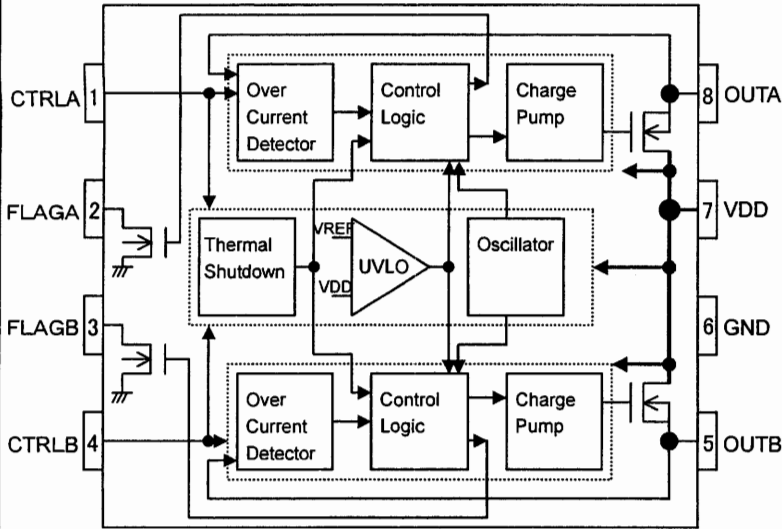 CTRLA 1
Over
Current
Detector
Control
Logic
Charge
Pump
8 OUTA
FLAGA 2
7 VDD
Thermal
Shutdown
VREF
UVLO
VDD
Oscillator
FLAGB 3
6 GND
CTRLB 4
Over
Current
Detector
Control
Logic
Charge
Pump
5 OUTB